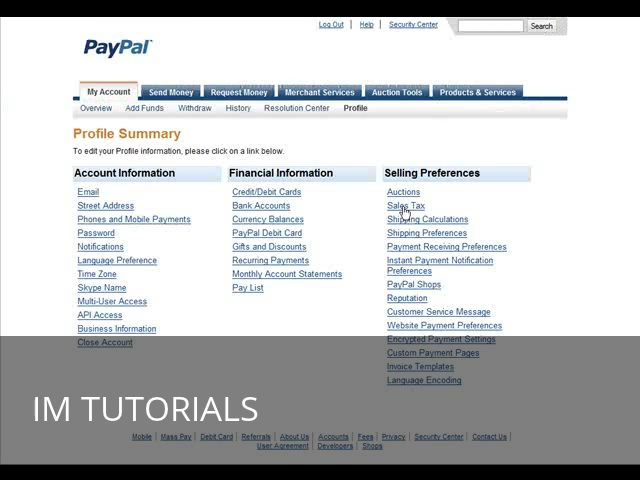 Log Out Help Security Center Search
PayPal
My Account Send Money Request Money Merchant Services Auction Tools Products & Services
Overview Add Funds Withdraw History Resolution Center Profile
Profile Summary
To edit your Profile information, please click on a link below.
Account Information
Email
Street Address
Phones and Mobile Payments
Password
Notifications
Language Preference
Time Zone
Skype Name
Multi-User Access
API Access
Business Information
Close Account
Financial Information
Credit/Debit Cards
Bank Accounts
Currency Balances
PayPal Debit Card
Gifts and Discounts
Recurring Payments
Monthly Account Statements
Pay List
Selling Preferences
Auctions
Sales Tax
Shipping Calculations
Shipping Preferences
Payment Receiving Preferences
Instant Payment Notification
Preferences
PayPal Shops
Reputation
Customer Service Message
Website Payment Preferences
Encrypted Payment Settings
Custom Payment Pages
Invoice Templates
Language Encoding
IM TUTORIALS
Mobile Mass Pay Debit Card Referrals About Us Accounts Fees Privacy Security Center Contact Us
User Agreement Developers Shops